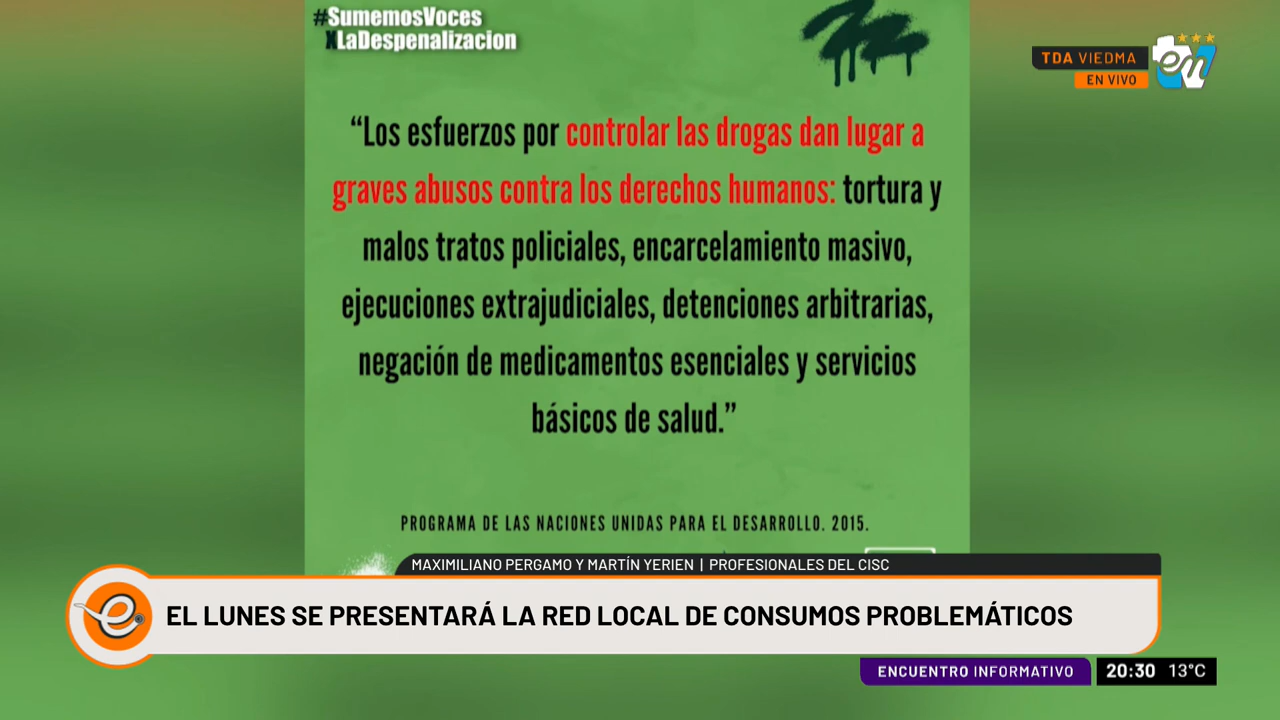 #SumemosVoces
XLaDespenalizacion
TDA VIEDMA
EN VIVO
eu
“Los esfuerzos por controlar las drogas dan lugar a
graves abusos contra los derechos humanos: tortura y
malos tratos policiales, encarcelamiento masivo,
ejecuciones extrajudiciales, detenciones arbitrarias,
negación de medicamentos esenciales y servicios
básicos de salud.”
PROGRAMA DE LAS NACIONES UNIDAS PARA EL DESARROLLO. 2015.
MAXIMILIANO PERGAMO Y MARTÍN YERIEN | PROFESIONALES DEL CISC
e
EL LUNES SE PRESENTARÁ LA RED LOCAL DE CONSUMOS PROBLEMÁTICOS
ENCUENTRO INFORMATIVO
20:30 13°C